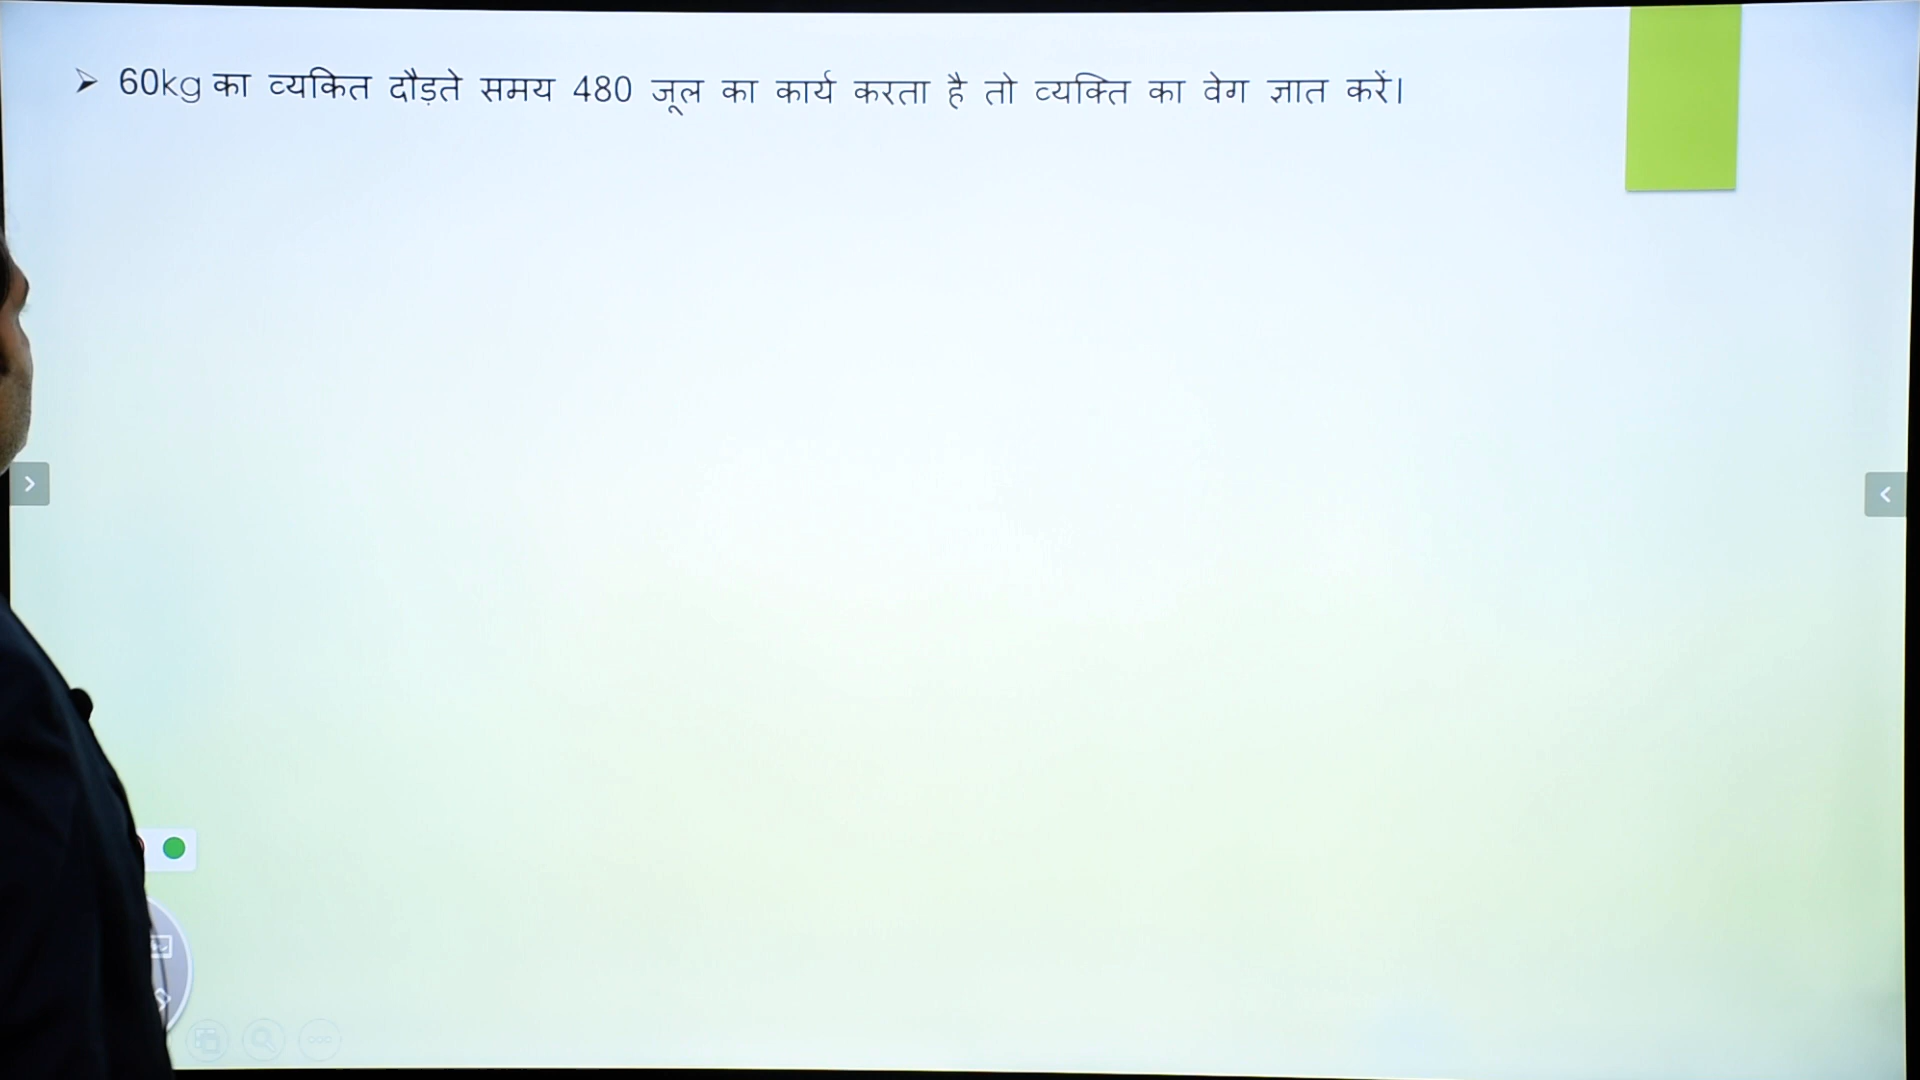 ➢ 60kg का व्यकित दौड़ते समय 480 जूल का कार्य करता है तो व्यक्ति का वेग ज्ञात करें।